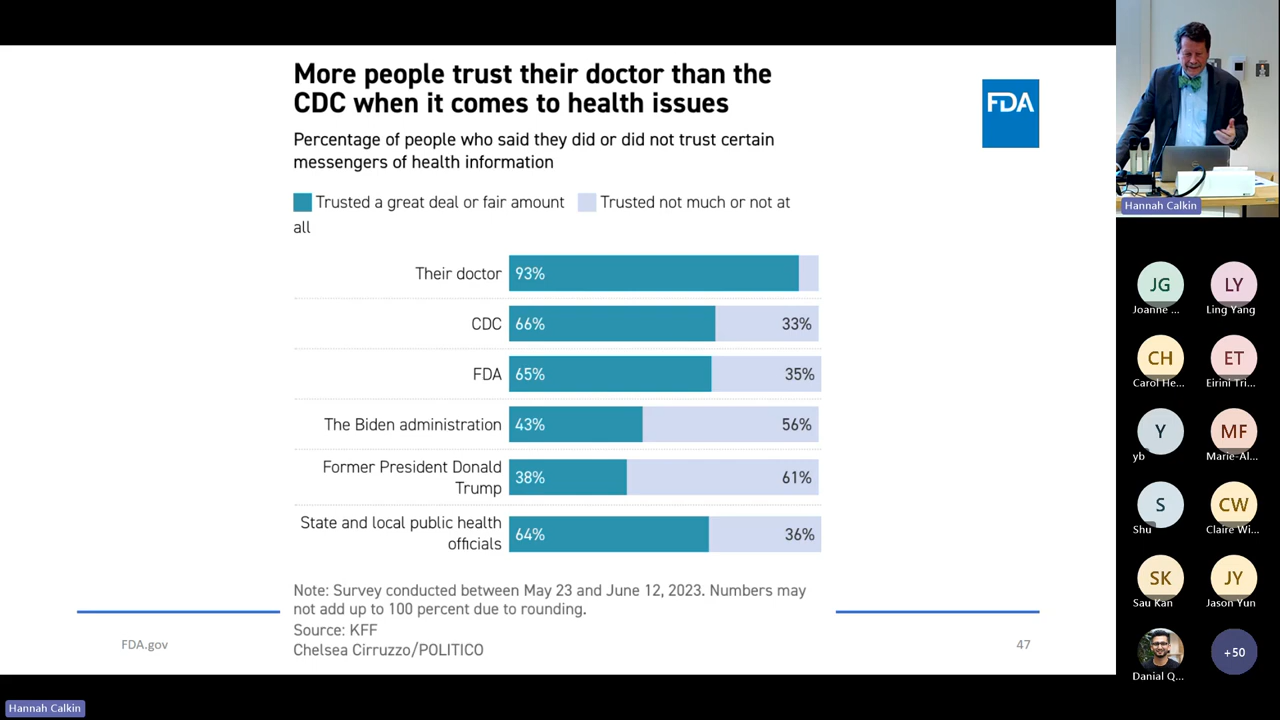 More people trust their doctor than the
CDC when it comes to health issues
FDA
Percentage of people who said they did or did not trust certain
messengers of health information
Trusted a great deal or fair amount Trusted not much or not at
all
Their doctor 93%
CDC 66% 33%
FDA 65% 35%
The Biden administration 43% 56%
Former President Donald
Trump 38% 61%
State and local public health
officials 64% 36%
Note: Survey conducted between May 23 and June 12, 2023. Numbers may
not add up to 100 percent due to rounding.
Source: KFF
Chelsea Cirruzzo/POLITICO
FDA.gov
47
Hannah Calkin
JG
Joanne ...
LY
Ling Yang
CH
Carol He...
ET
Eirini Tri...
Y
yb
MF
Marie-Al...
S
Shu
CW
Claire Wi...
SK
Sau Kan
JY
Jason Yun
Danial Q...
+50
Hannah Calkin